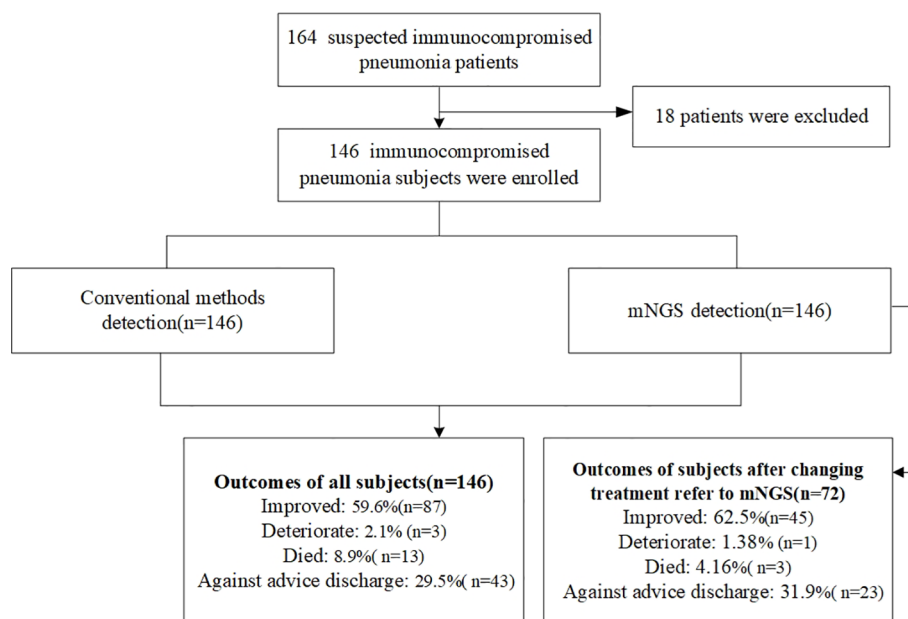 164 suspected immunocompromised
pneumonia patients
18 patients were excluded
146 immunocompromised
pneumonia subjects were enrolled
Conventional methods
detection(n=146)
mNGS detection(n=146)
Outcomes of all subjects(n=146)
Improved: 59.6%(n=87)
Deteriorate: 2.1% (n=3)
Died: 8.9%( n=13)
Against advice discharge: 29.5%( n=43)
Outcomes of subjects after changing
treatment refer to mNGS(n=72)
Improved: 62.5%(n=45)
Deteriorate: 1.38% (n=1)
Died: 4.16%( n=3)
Against advice discharge: 31.9%( n=23)